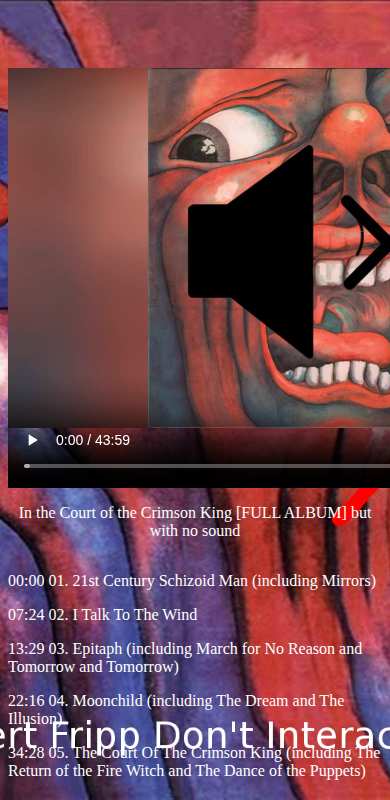 0:00 / 43:59
In the Court of the Crimson King [FULL ALBUM] but
with no sound
00:00 01. 21st Century Schizoid Man (including Mirrors)
07:24 02. I Talk To The Wind
13:29 03. Epitaph (including March for No Reason and
Tomorrow and Tomorrow)
22:16 04. Moonchild (including The Dream and The
Illusion)
ert Fripp Don't Interac
34:28 05. The Court Of The Crimson King (including The
Return of the Fire Witch and The Dance of the Puppets)